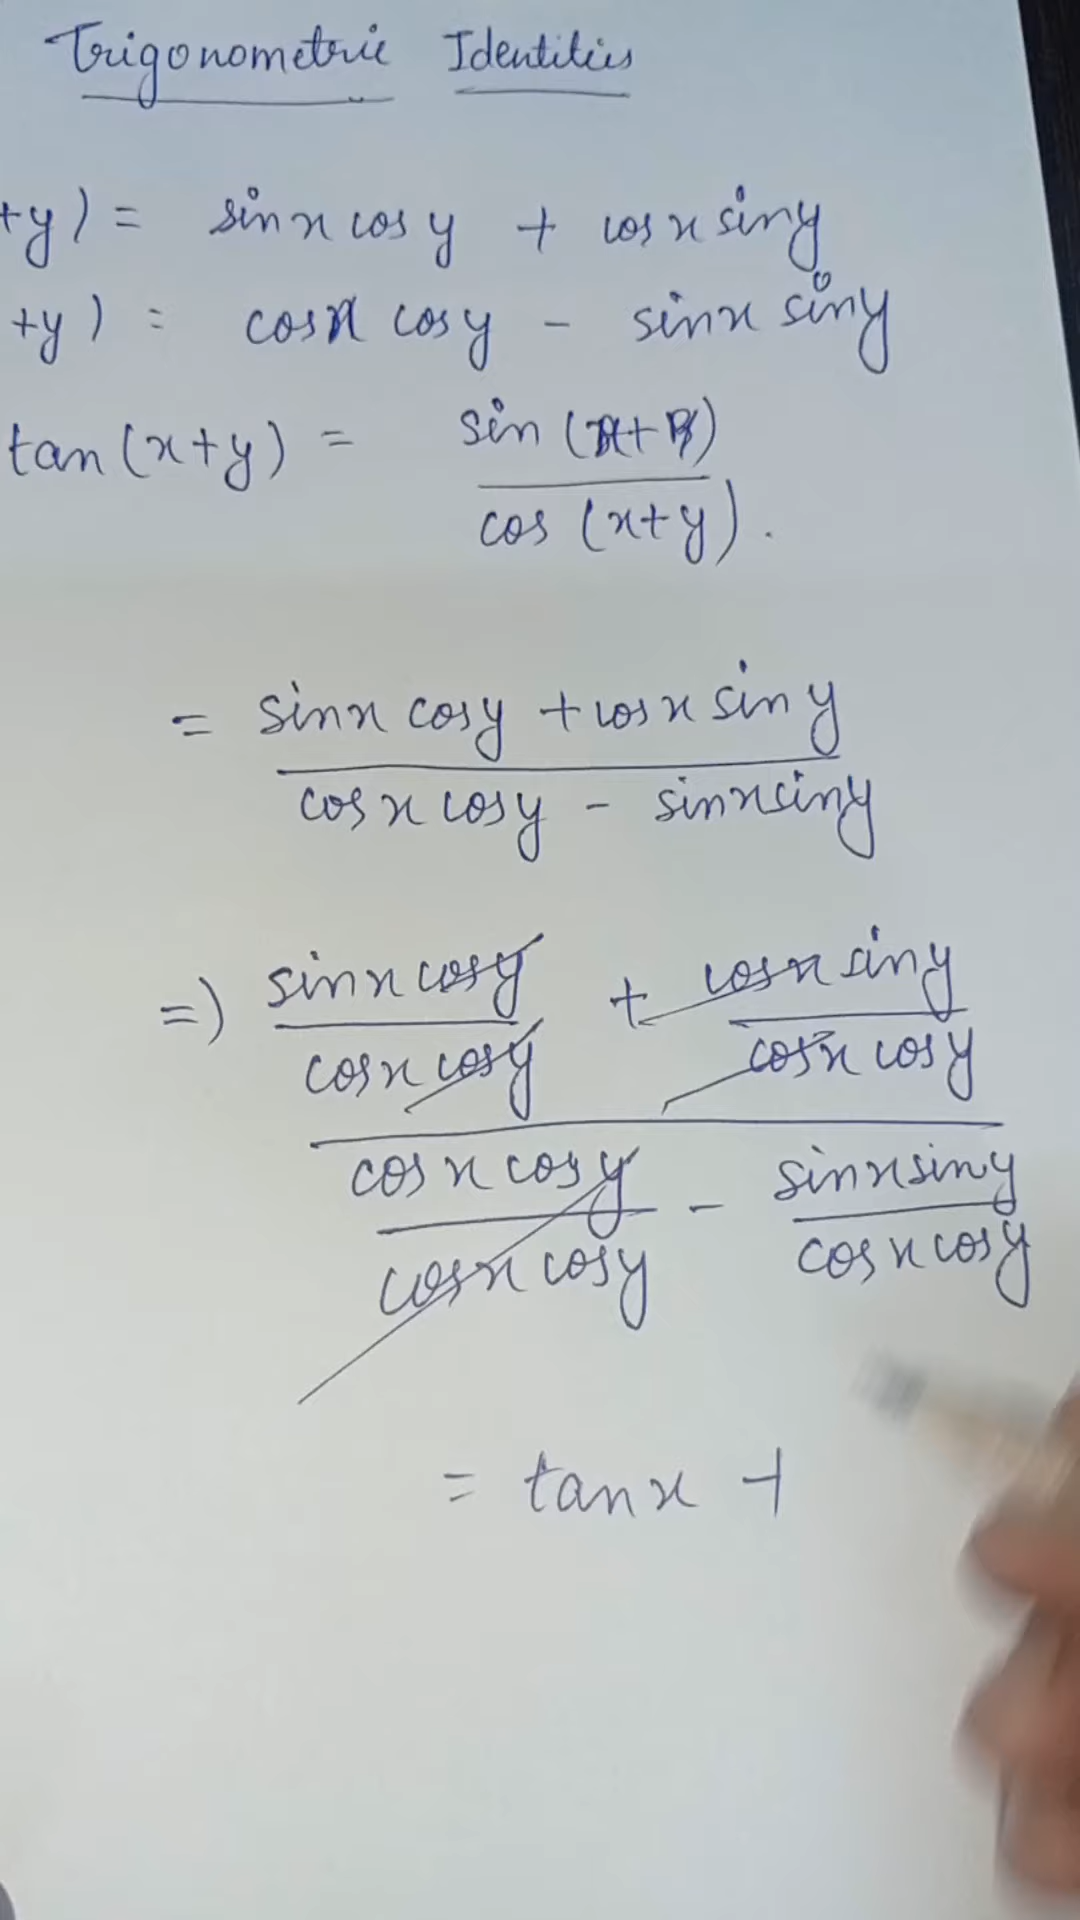 Trigonometric Identities
+y) = sinx cosy + cosx siny
+y) = cosx cosy - sinx siny
tan(x+y) = sin (x+y)
cos (x+y).
= sinx cosy + cosx siny
cosx cosy - sinx siny
=) sinx cosy + cosx siny
cosx cosy cosx cosy
cosx cosy - sinx siny
cosx cosy cosx cosy
= tanx +